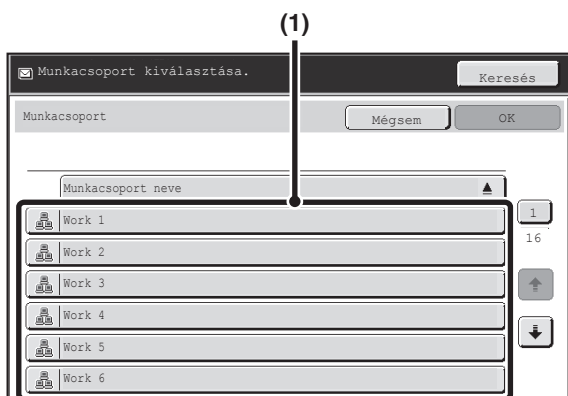 (1)
Munkacsoport kiválasztása.
Keresés
Munkacsoport
Mégsem
OK
Munkacsoport neve
1
16
Work 1
Work 2
Work 3
Work 4
Work 5
Work 6